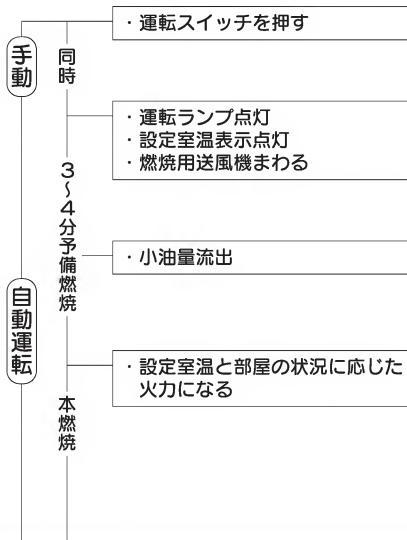 ・運転スイッチを押す
手動
同時
・運転ランプ点灯
・設定室温表示点灯
・燃焼用送風機まわる
3～4分予備燃焼
・小油量流出
自動運転
・設定室温と部屋の状況に応じた
火力になる
本燃焼